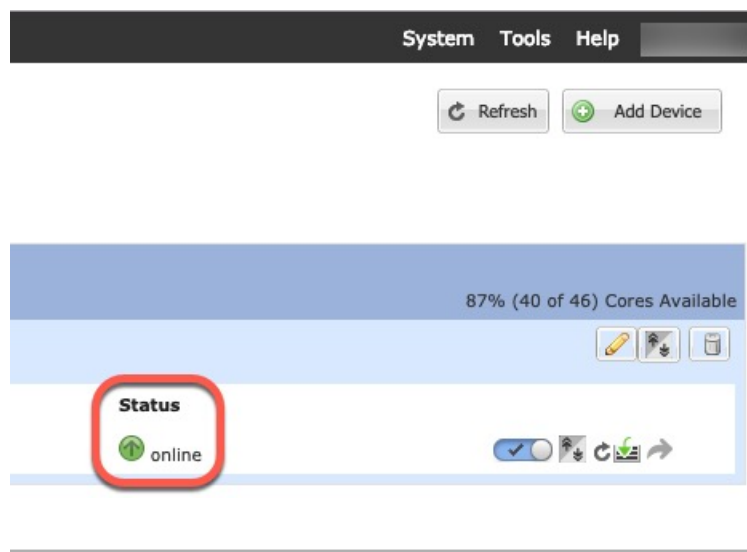 System Tools Help
Refresh Add Device
87% (40 of 46) Cores Available
Status
online